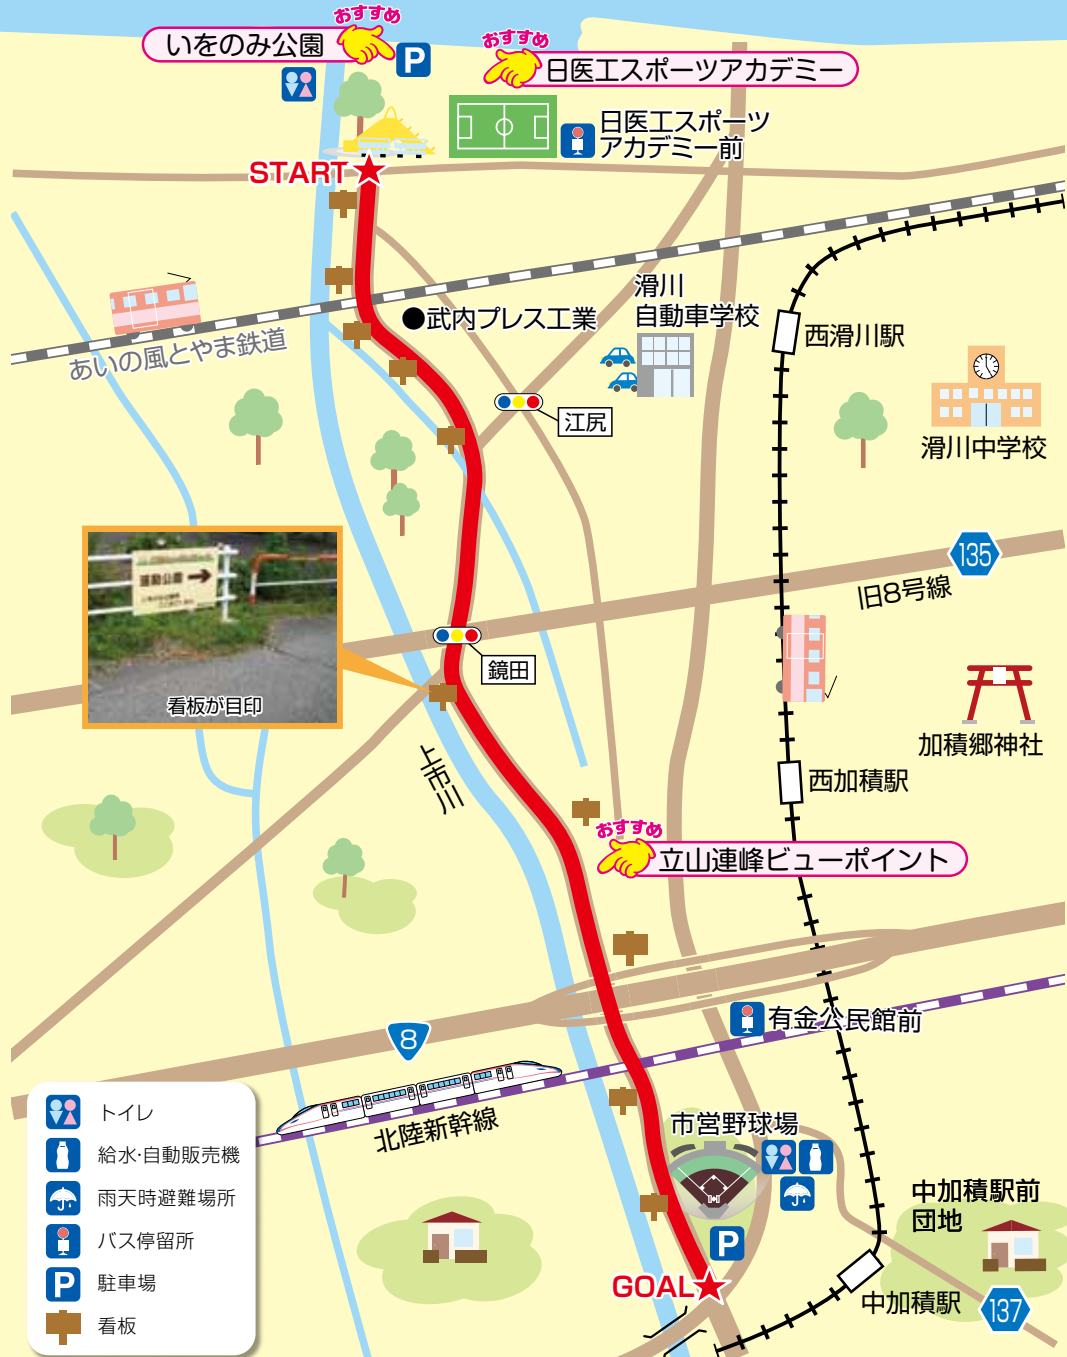 おすすめ
いをのみ公園
P
おすすめ
日医工スポーツアカデミー
日医工スポーツ
アカデミー前
START
あいの風とやま鉄道
武内プレス工業
滑川
自動車学校
西滑川駅
滑川中学校
江尻
135
旧8号線
運動公園
看板が目印
鏡田
上市川
加積郷神社
西加積駅
おすすめ
立山連峰ビューポイント
8
有金公民館前
北陸新幹線
市営野球場
P
GOAL
中加積駅前
団地
中加積駅
137
トイレ
給水・自動販売機
雨天時避難場所
バス停留所
P
駐車場
看板